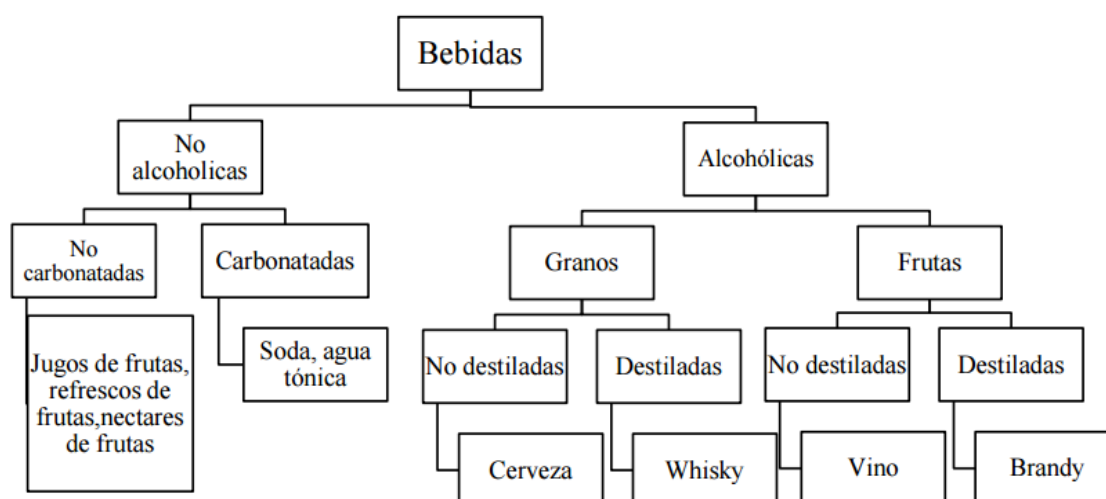 Bebidas
No
alcoholicas
Alcohólicas
No
carbonatadas
Carbonatadas
Granos
Frutas
Jugos de frutas,
refrescos de
frutas,nectares
de frutas
Soda, agua
tónica
No destiladas
Destiladas
No destiladas
Destiladas
Cerveza
Whisky
Vino
Brandy